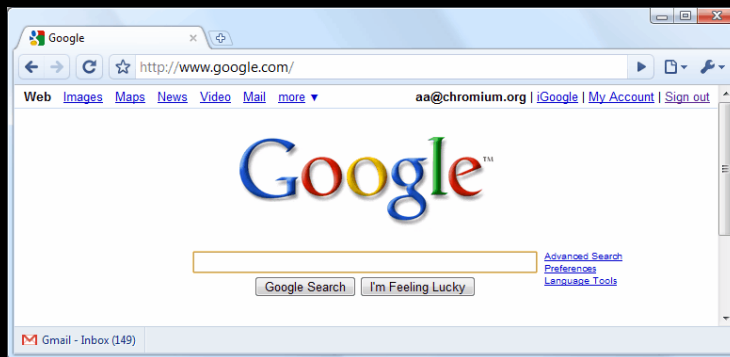 Google
http://www.google.com/
Web Images Maps News Video Mail more ▼ aa@chromium.org | iGoogle | My Account | Sign out
Google™
Advanced Search
Preferences
Language Tools
Google Search I'm Feeling Lucky
Gmail - Inbox (149)